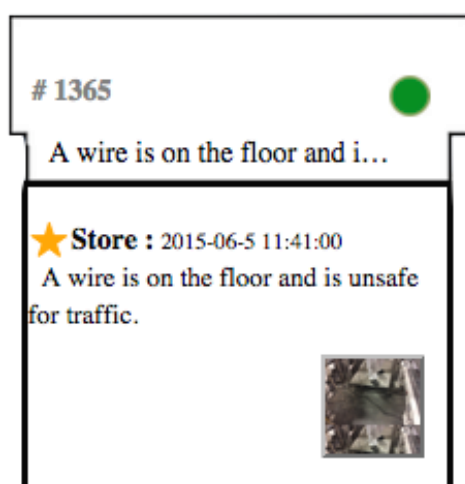 # 1365
A wire is on the floor and i...
Store : 2015-06-5 11:41:00
A wire is on the floor and is unsafe
for traffic.